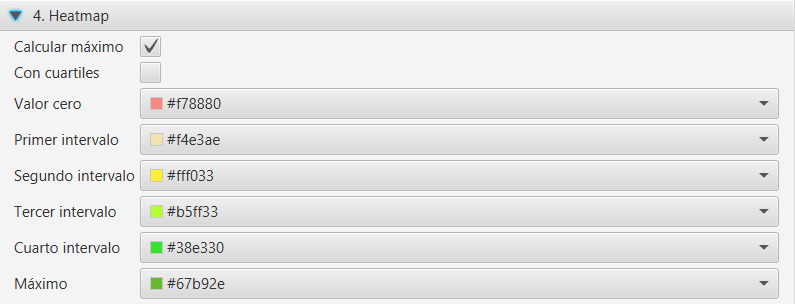 4. Heatmap
Calcular máximo
Con cuartiles
Valor cero #f78880
Primer intervalo #f4e3ae
Segundo intervalo #fff033
Tercer intervalo #b5ff33
Cuarto intervalo #38e330
Máximo #67b92e